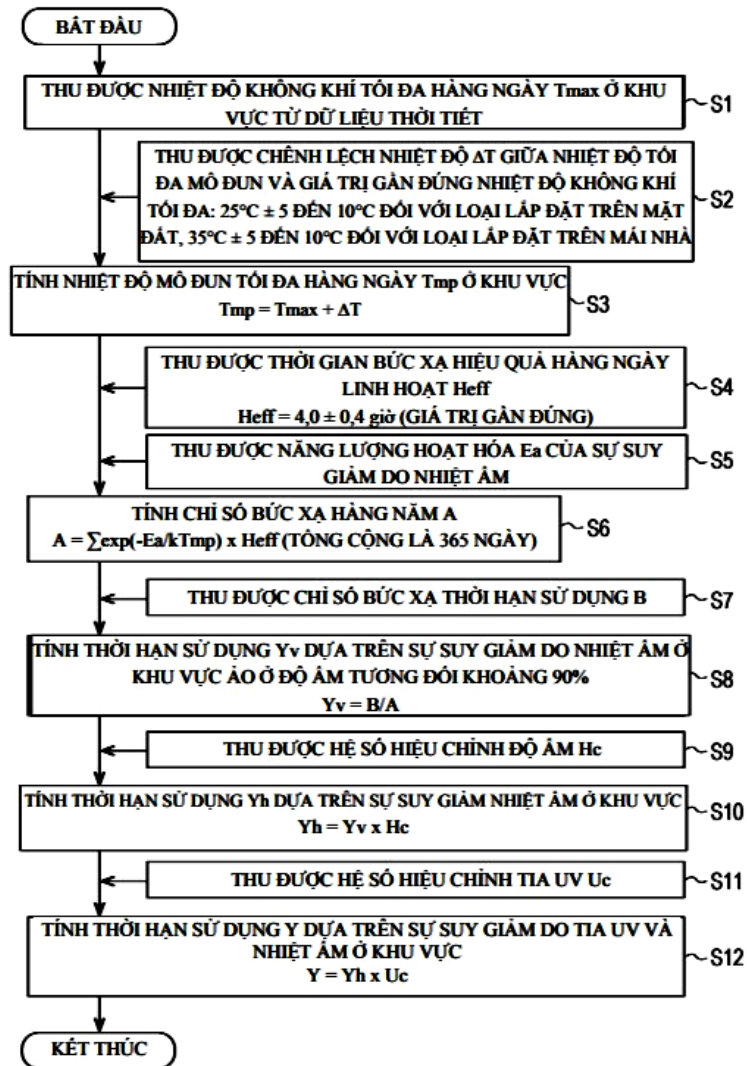 BẮT ĐẦU
THU ĐƯỢC NHIỆT ĐỘ KHÔNG KHÍ TỐI ĐA HÀNG NGÀY Tmax Ở KHU
VỰC TỪ DỮ LIỆU THỜI TIẾT
S1
THU ĐƯỢC CHÊNH LỆCH NHIỆT ĐỘ ΔT GIỮA NHIỆT ĐỘ TỐI
ĐA MÔ ĐUN VÀ GIÁ TRỊ GẦN ĐÚNG NHIỆT ĐỘ KHÔNG KHÍ
TỐI ĐA: 25°C ± 5 ĐẾN 10°C ĐỐI VỚI LOẠI LẮP ĐẶT TRÊN MẶT
ĐẤT, 35°C ± 5 ĐẾN 10°C ĐỐI VỚI LOẠI LẮP ĐẶT TRÊN MÁI NHÀ
S2
TÍNH NHIỆT ĐỘ MÔ ĐUN TỐI ĐA HÀNG NGÀY Tmp Ở KHU VỰC
Tmp = Tmax + ΔT
S3
THU ĐƯỢC THỜI GIAN BỨC XẠ HIỆU QUẢ HÀNG NGÀY
LINH HOẠT Heff
Heff = 4,0 ± 0,4 giờ (GIÁ TRỊ GẦN ĐÚNG)
S4
THU ĐƯỢC NĂNG LƯỢNG HOẠT HÓA Ea CỦA SỰ SUY
GIẢM DO NHIỆT ẨM
S5
TÍNH CHỈ SỐ BỨC XẠ HÀNG NĂM A
A = ∑exp(-Ea/kTmp) x Heff (TỔNG CỘNG LÀ 365 NGÀY)
S6
THU ĐƯỢC CHỈ SỐ BỨC XẠ THỜI HẠN SỬ DỤNG B
S7
TÍNH THỜI HẠN SỬ DỤNG Yv DỰA TRÊN SỰ SUY GIẢM DO NHIỆT ẨM Ở
KHU VỰC ẢO Ở ĐỘ ẨM TƯƠNG ĐỐI KHOẢNG 90%
Yv = B/A
S8
THU ĐƯỢC HỆ SỐ HIỆU CHỈNH ĐỘ ẨM Hc
S9
TÍNH THỜI HẠN SỬ DỤNG Yh DỰA TRÊN SỰ SUY GIẢM NHIỆT ẨM Ở KHU VỰC
Yh = Yv x Hc
S10
THU ĐƯỢC HỆ SỐ HIỆU CHỈNH TIA UV Uc
S11
TÍNH THỜI HẠN SỬ DỤNG Y DỰA TRÊN SỰ SUY GIẢM DO TIA UV VÀ
NHIỆT ẨM Ở KHU VỰC
Y = Yh x Uc
S12
KẾT THÚC